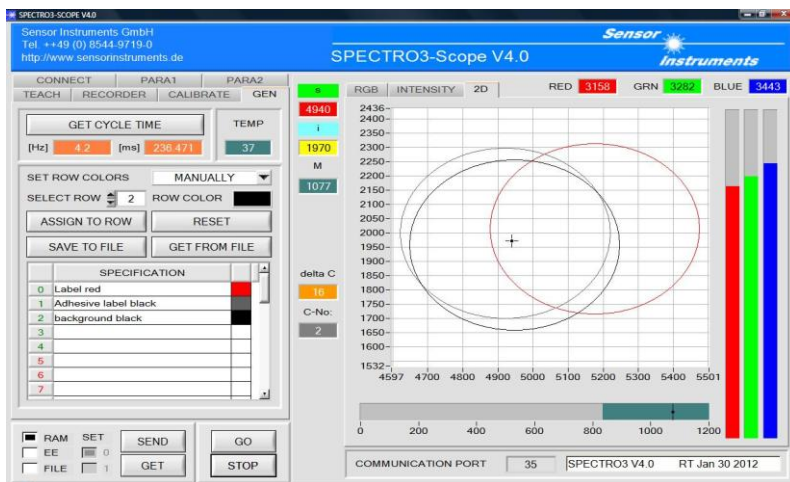 SPECTRO3-SCOPE V4.0
Sensor Instruments GmbH
Tel. ++49 (0) 8544-9719-0
http://www.sensorinstruments.de
SPECTRO3-Scope V4.0
Sensor
Instruments
CONNECT PARA1 PARA2
TEACH RECORDER CALIBRATE GEN
GET CYCLE TIME
TEMP
[Hz] 4.2 [ms] 236.471 37
SET ROW COLORS MANUALLY
SELECT ROW 2 ROW COLOR
ASSIGN TO ROW RESET
SAVE TO FILE GET FROM FILE
SPECIFICATION
0 Label red
1 Adhesive label black
2 background black
3
4
5
6
7
RAM SET SEND GO
EE 0
FILE 1 GET STOP
s
4940
i
1970
M
1077
delta C
16
C-No:
2
RGB INTENSITY 2D RED 3158 GRN 3282 BLUE 3443
2436
2400
2350
2300
2250
2200
2150
2100
2050
2000
1950
1900
1850
1800
1750
1700
1650
1600
1532
4597 4700 4800 4900 5000 5100 5200 5300 5400 5501
0 200 400 600 800 1000 1200
COMMUNICATION PORT 35 SPECTRO3 V4.0 RT Jan 30 2012